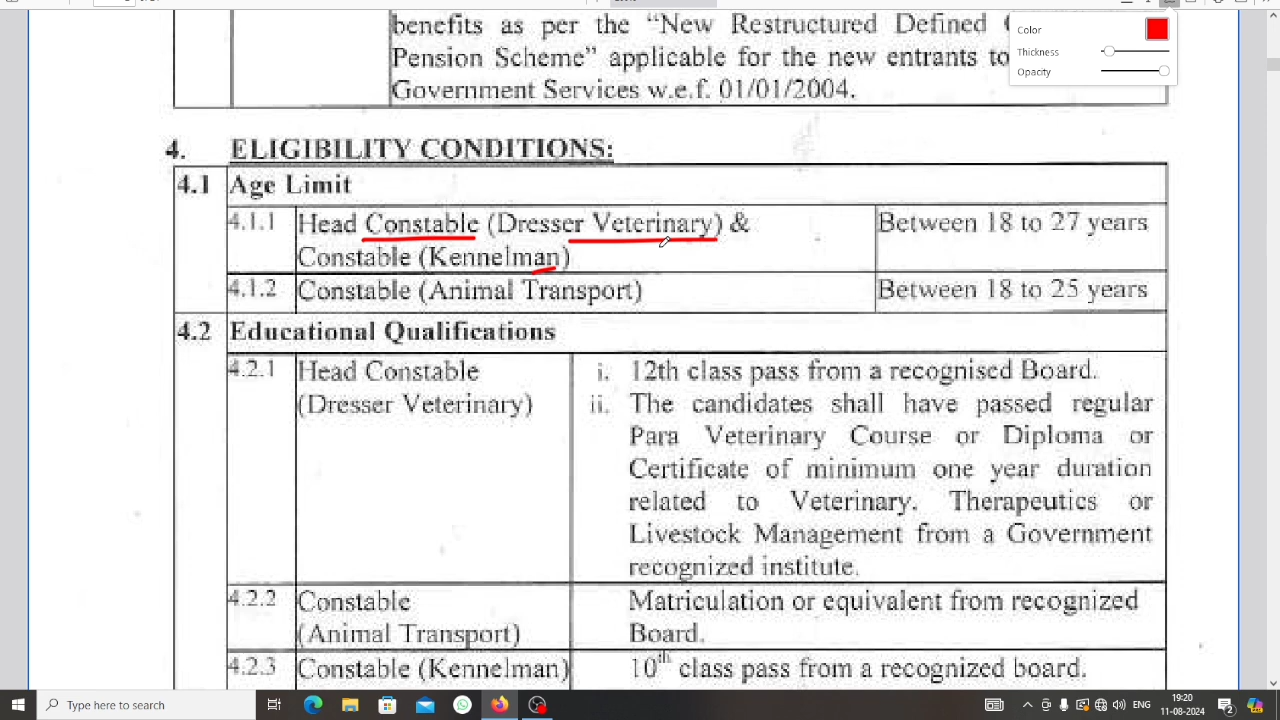 benefits as per the “New Restructured Defined
Pension Scheme” applicable for the new entrants to
Government Services w.e.f. 01/01/2004.
Color
Thickness
Opacity
4. ELIGIBILITY CONDITIONS:
4.1 Age Limit
4.1.1 Head Constable (Dresser Veterinary) & Between 18 to 27 years
Constable (Kennelman)
4.1.2 Constable (Animal Transport) Between 18 to 25 years
4.2 Educational Qualifications
4.2.1 Head Constable i. 12th class pass from a recognised Board.
(Dresser Veterinary) ii. The candidates shall have passed regular
Para Veterinary Course or Diploma or
Certificate of minimum one year duration
related to Veterinary. Therapeutics or
Livestock Management from a Government
recognized institute.
4.2.2 Constable Matriculation or equivalent from recognized
(Animal Transport) Board.
4.2.3 Constable (Kennelman) 10th class pass from a recognized board.
Type here to search
ENG
19:20
11-08-2024
2